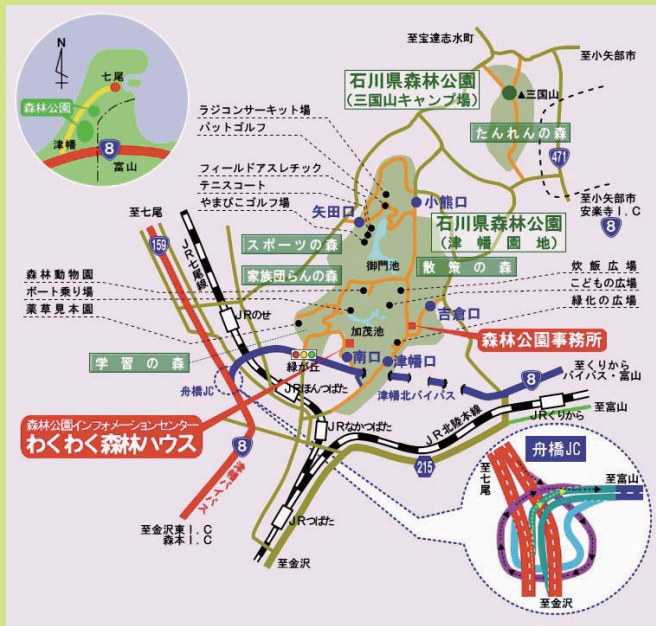 N
七尾
森林公園
津幡
8
富山
至宝達志水町
至小矢部市
石川県森林公園
(三国山キャンプ場)
▲三国山
たんれんの森
471
至小矢部市
安楽寺I.C
8
ラジコンサーキット場
パットゴルフ
フィールドアスレチック
テニスコート
やまびこゴルフ場
矢田口
小熊口
石川県森林公園
(津幡園地)
スポーツの森
御門池
散策の森
家族団らんの森
至七尾
159
JR七尾線
森林動物園
ボート乗り場
薬草見本園
JRのせ
炊飯広場
こどもの広場
緑化の広場
吉倉口
加茂池
森林公園事務所
学習の森
緑が丘
南口
津幡口
舟橋JC
JRほんつばた
津幡北バイパス
8
至くりから
バイパス・富山
森林公園インフォメーションセンター
わくわく森林ハウス
JRなかつばた
JR北陸本線
JRくりから
至富山
8
津幡バイパス
215
至金沢東I.C
森本I.C
JRつばた
至金沢
舟橋JC
至七尾
至富山
至金沢